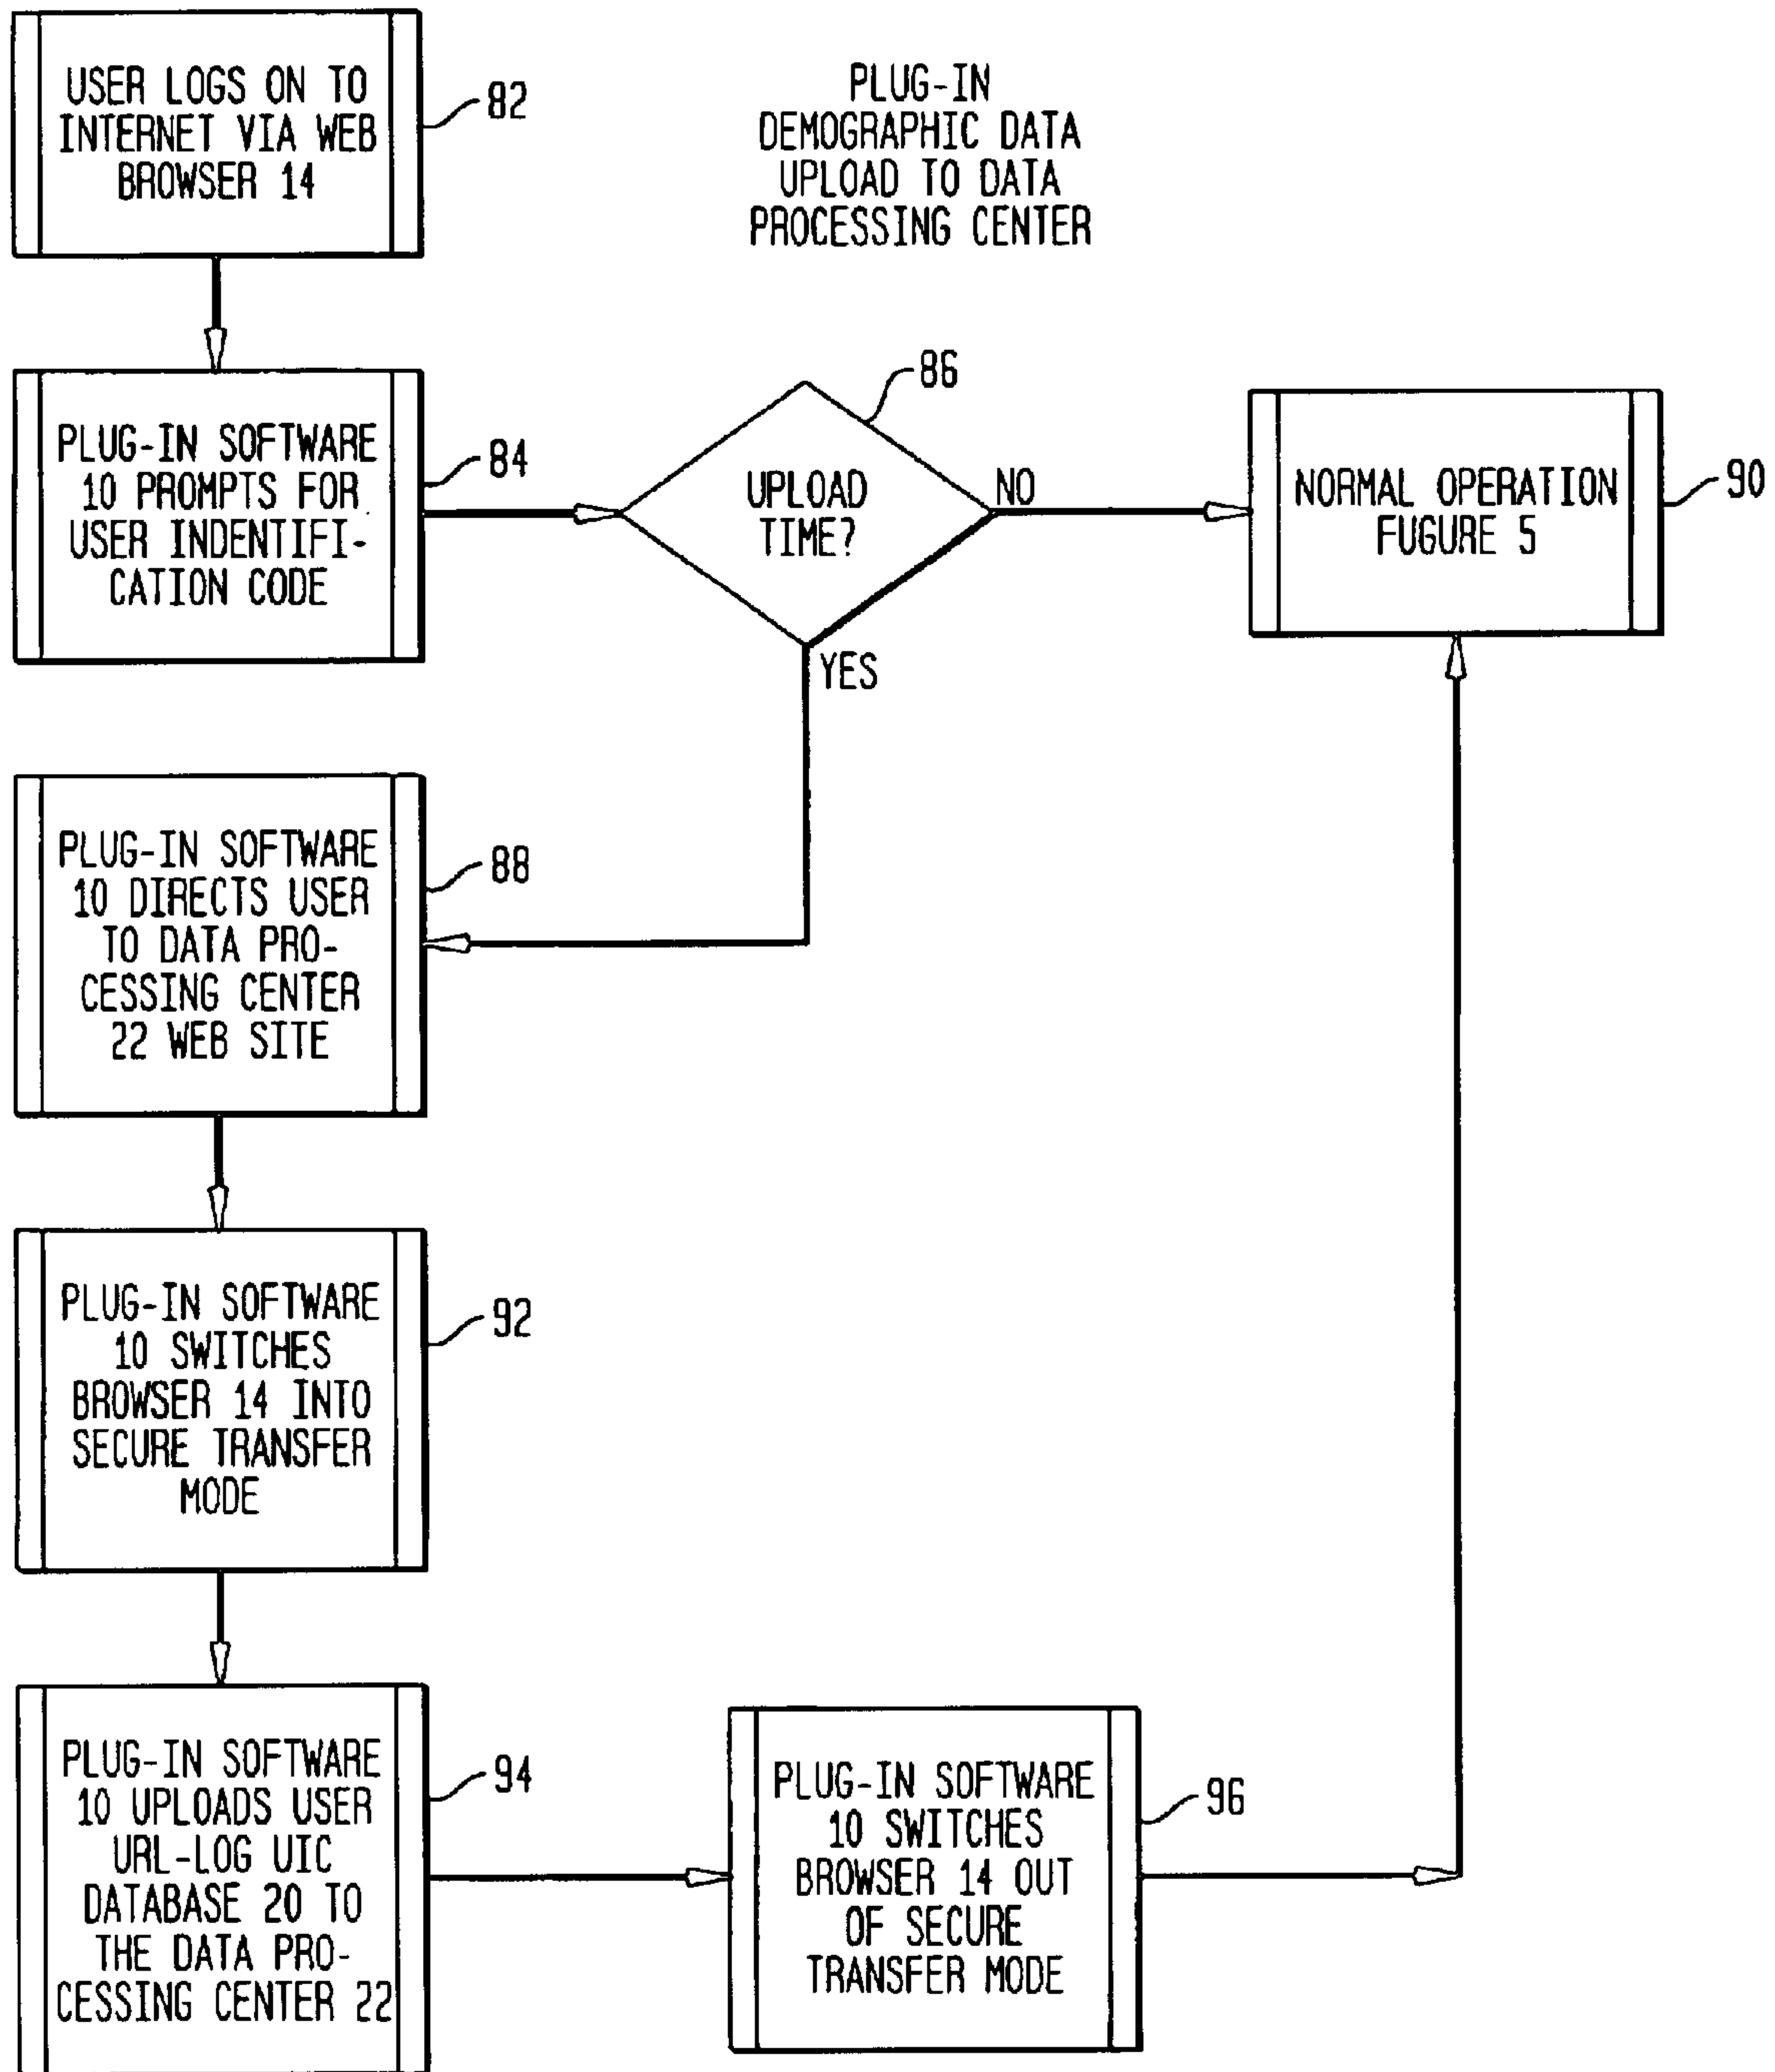 USER LOGS ON TO
INTERNET VIA WEB
BROWSER 14
82
PLUG-IN
DEMOGRAPHIC DATA
UPLOAD TO DATA
PROCESSING CENTER
PLUG-IN SOFTWARE
10 PROMPTS FOR
USER INDENTIFI-
CATION CODE
84
UPLOAD
TIME?
86
NO
YES
NORMAL OPERATION
FUGURE 5
90
PLUG-IN SOFTWARE
10 DIRECTS USER
TO DATA PRO-
CESSING CENTER
22 WEB SITE
88
PLUG-IN SOFTWARE
10 SWITCHES
BROWSER 14 INTO
SECURE TRANSFER
MODE
92
PLUG-IN SOFTWARE
10 UPLOADS USER
URL-LOG UIC
DATABASE 20 TO
THE DATA PRO-
CESSING CENTER 22
94
PLUG-IN SOFTWARE
10 SWITCHES
BROWSER 14 OUT
OF SECURE
TRANSFER MODE
96